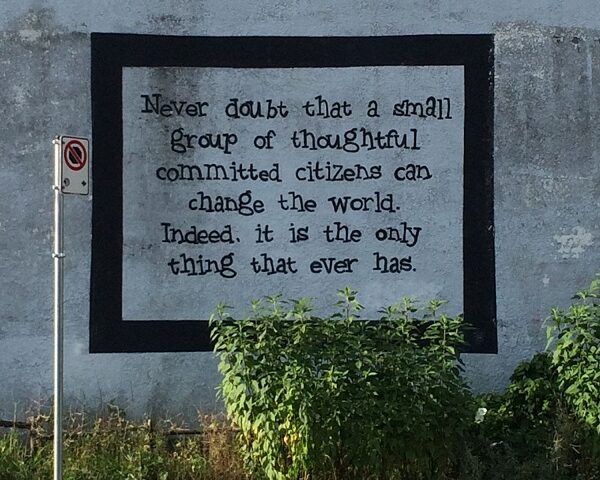 Never doubt that a small
group of thoughtful
committed citizens can
change the world.
Indeed. it is the only
thing that ever has.